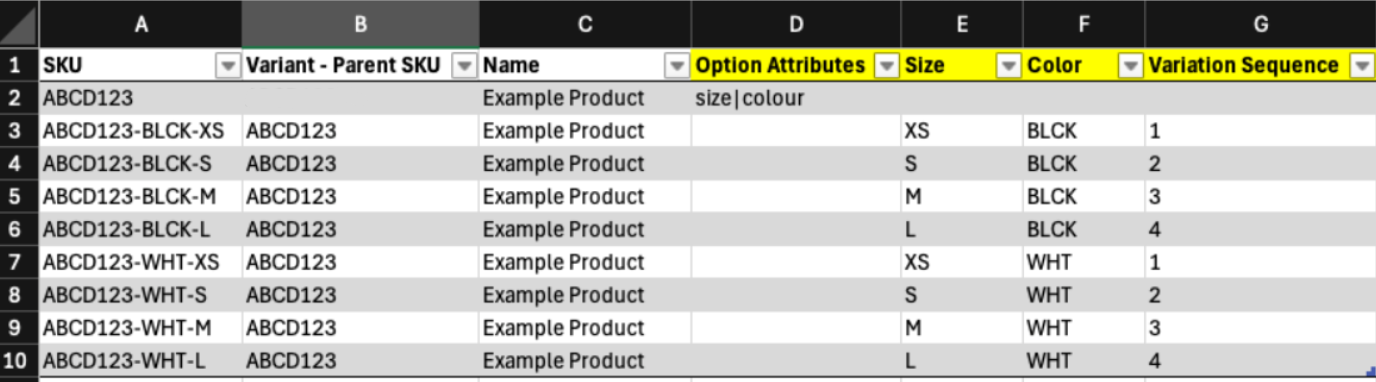 A B C D E F G
1 SKU Variant - Parent SKU Name Option Attributes Size Color Variation Sequence
2 ABCD123 Example Product size|colour
3 ABCD123-BLCK-XS ABCD123 Example Product XS BLCK 1
4 ABCD123-BLCK-S ABCD123 Example Product S BLCK 2
5 ABCD123-BLCK-M ABCD123 Example Product M BLCK 3
6 ABCD123-BLCK-L ABCD123 Example Product L BLCK 4
7 ABCD123-WHT-XS ABCD123 Example Product XS WHT 1
8 ABCD123-WHT-S ABCD123 Example Product S WHT 2
9 ABCD123-WHT-M ABCD123 Example Product M WHT 3
10 ABCD123-WHT-L ABCD123 Example Product L WHT 4